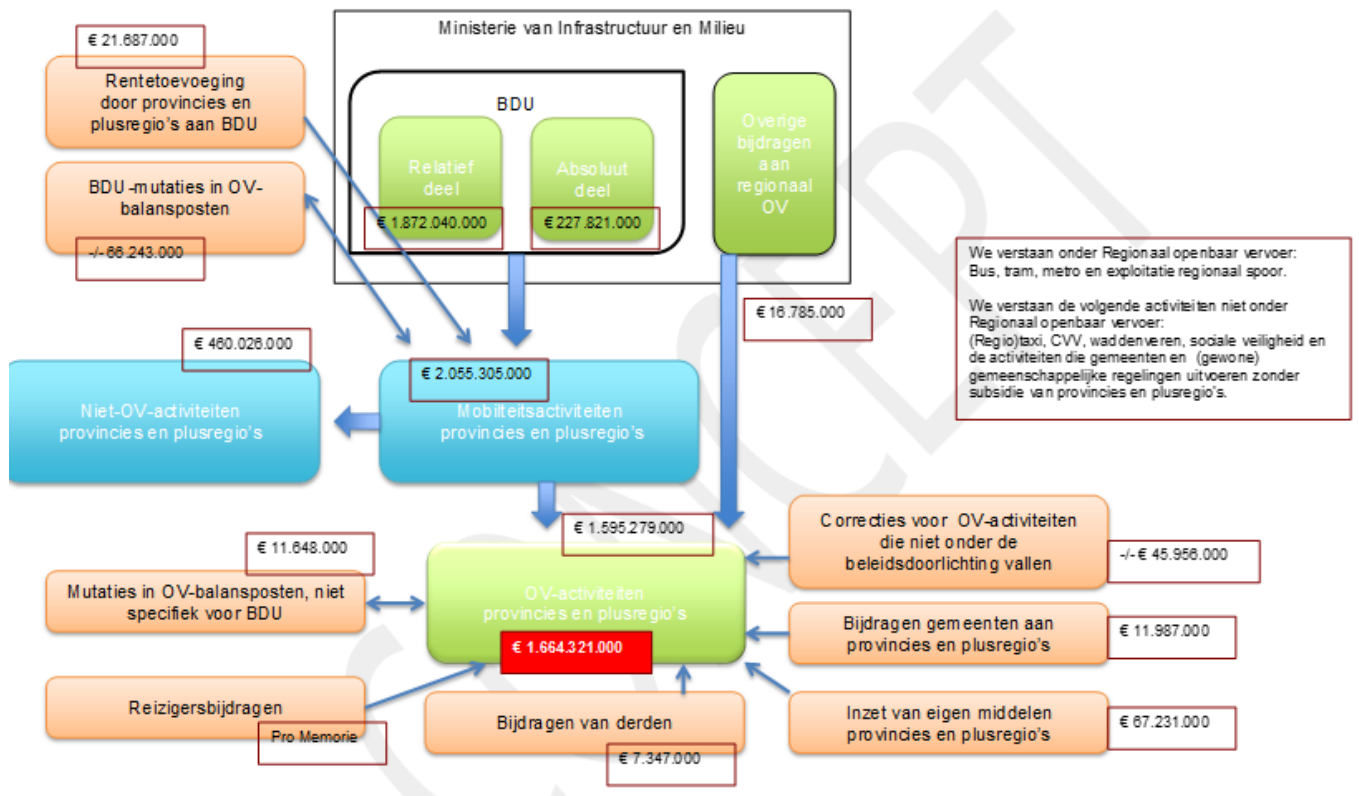 Ministerie van Infrastructuur en Milieu
€ 21.687.000
Rentetoevoeging
door provincies en
plusregio's aan BDU
BDU-mutaties in OV-
balansposten
-/- 66.243.000
BDU
Relatief
deel
€ 1.872.040.000
Absoluut
deel
€ 227.821.000
Overige
bijdragen
aan
regionaal
OV
€ 16.785.000
We verstaan onder Regionaal openbaar vervoer:
Bus, tram, metro en exploitatie regionaal spoor.
We verstaan de volgende activiteiten niet onder
Regionaal openbaar vervoer:
(Regio)taxi, CVV, waddenveren, sociale veiligheid en
de activiteiten die gemeenten en (gewone)
gemeenschappelijke regelingen uitvoeren zonder
subsidie van provincies en plusregio's.
€ 460.026.000
Niet-OV-activiteiten
provincies en plusregio's
€ 2.055.305.000
Mobiliteitsactiviteiten
provincies en plusregio's
€ 1.595.279.000
OV-activiteiten
provincies en plusregio's
€ 1.664.321.000
€ 11.648.000
Mutaties in OV-balansposten, niet
specifiek voor BDU
Reizigersbijdragen
Pro Memorie
Bijdragen van derden
€ 7.347.000
Correcties voor OV-activiteiten
die niet onder de
beleidsdoorlichting vallen
-/- € 45.956.000
Bijdragen gemeenten aan
provincies en plusregio's
€ 11.987.000
Inzet van eigen middelen
provincies en plusregio's
€ 67.231.000
CONCEPT